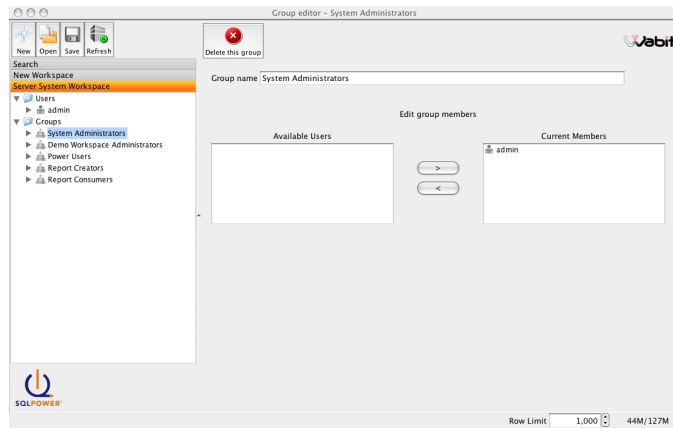 Group editor – System Administrators
New Open Save Refresh
Delete this group
Wabit
Search
New Workspace
Server System Workspace
Users
admin
Groups
System Administrators
Demo Workspace Administrators
Power Users
Report Creators
Report Consumers
Group name System Administrators
Edit group members
Available Users
Current Members
admin
>
<
SQLPOWER
Row Limit 1,000 44M/127M